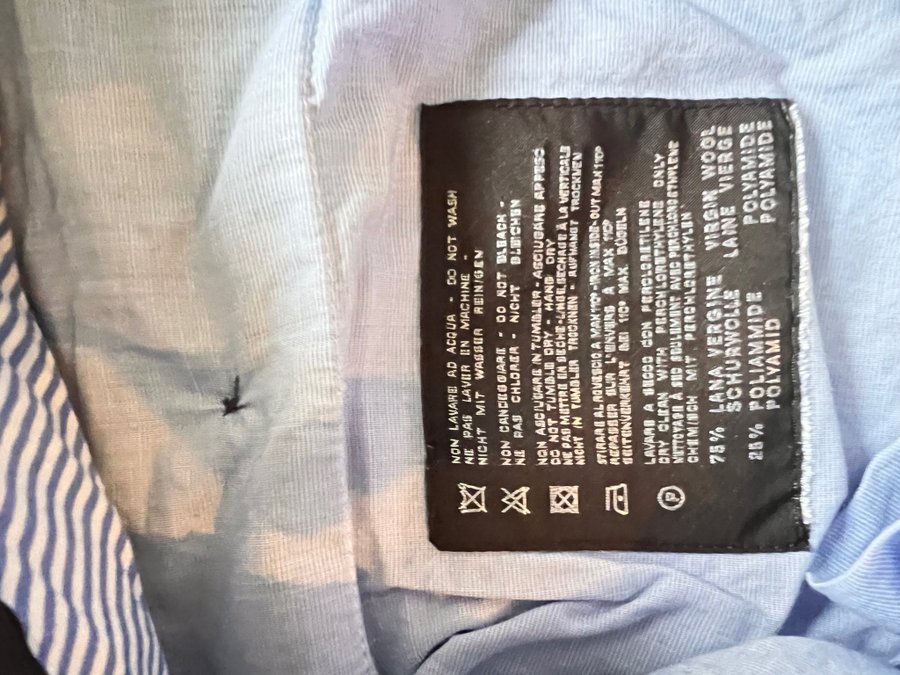 NON LAVARE AD ACQUA - DO NOT WASH
NE PAS LAVER EN MACHINE -
NICHT MIT WASSER REINIGEN
NON CANDEGGIARE - DO NOT BLEACH -
NE PAS CHLORER - NICHT BLEICHEN
NON ASCIUGARE IN TUMBLER - ASCIUGARE APPESO
DO NOT TUMBLE DRY - HANG DRY
NE PAS METTRE EN SECHE-LINGE, SECHAGE À LA VERTICALE
NICHT IN TUMBLER TROCKNEN - AUFHANGT TROCKNEN
STIRARE AL ROVESCIO A MAX 110° - IRON INSIDE-OUT MAX 110°
REPASSER SUR L'ENVERS À MAX 110°
SEITENVERKEHRT BEI 110° MAX. BÜGELN
LAVARE A SECCO CON PERCLORETILENE
DRY CLEAN WITH PERCHLORETHYLENE ONLY
NETTOYAGE À SEC SEULEMENT AVEC PERCHLORETHYLENE
CHEMISCH MIT PERCHLORETHYLEN
P
75% LANA VERGINE VIRGIN WOOL
SCHURWOLLE LAINE VIERGE
25% POLIAMMIDE POLYAMIDE
POLYAMID POLYAMIDE